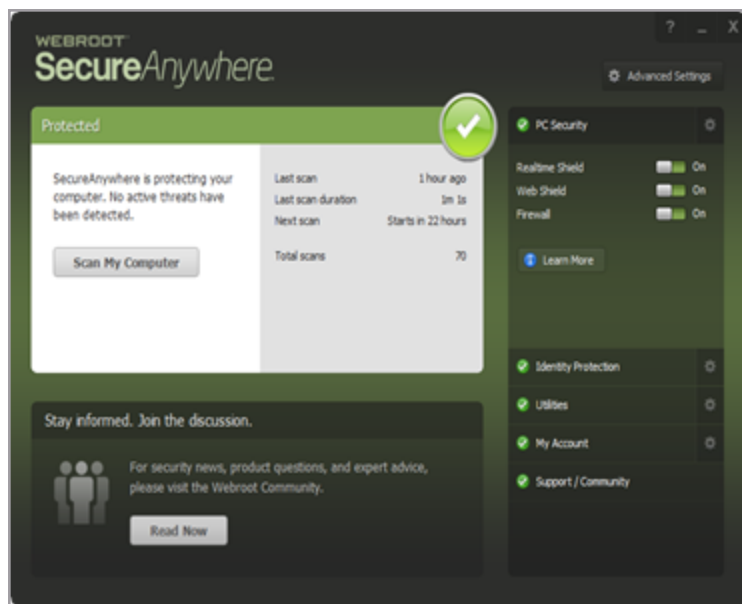 ? _ X
WEBROOT
SecureAnywhere.
Advanced Settings
Protected
SecureAnywhere is protecting your
computer. No active threats have
been detected.
Scan My Computer
Last scan 1 hour ago
Last scan duration 1m 1s
Next scan Starts in 22 hours
Total scans 70
PC Security
Realtime Shield On
Web Shield On
Firewall On
Learn More
Identity Protection
Utilities
My Account
Support / Community
Stay informed. Join the discussion.
For security news, product questions, and expert advice,
please visit the Webroot Community.
Read Now